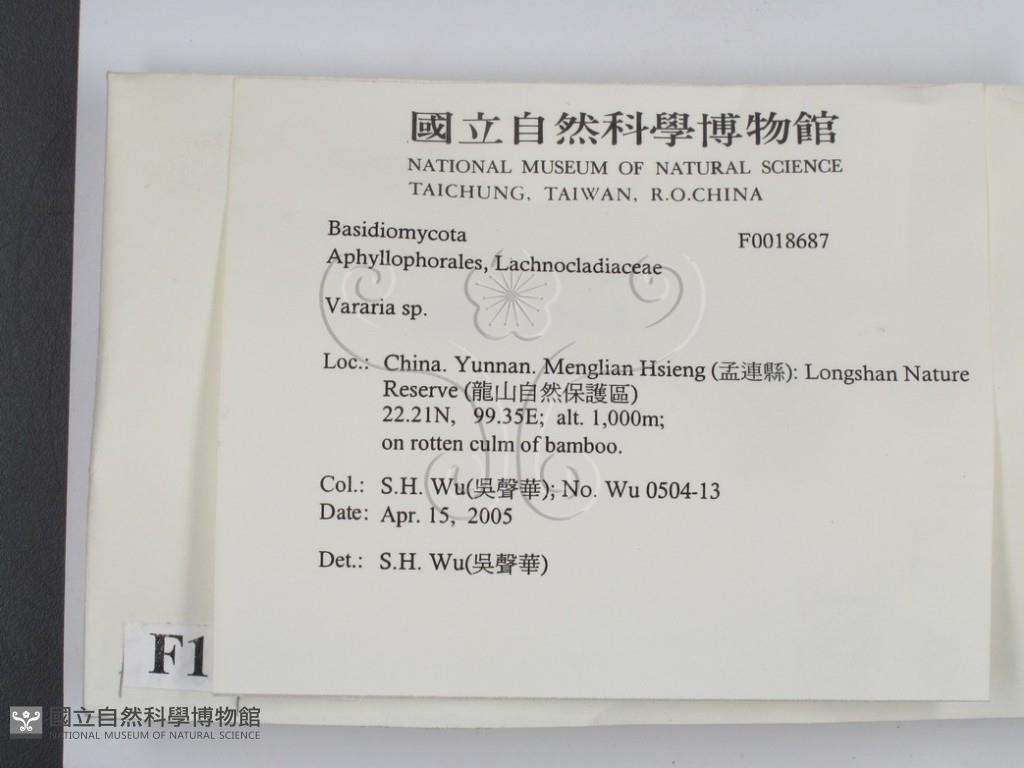 國立自然科學博物館
NATIONAL MUSEUM OF NATURAL SCIENCE
TAICHUNG, TAIWAN, R.O.CHINA
Basidiomycota F0018687
Aphyllophorales, Lachnocladiaceae
Vararia sp.
Loc.: China. Yunnan. Menglian Hsieng (孟連縣): Longshan Nature
Reserve (龍山自然保護區)
22.21N, 99.35E; alt. 1,000m;
on rotten culm of bamboo.
Col.: S.H. Wu(吳聲華); No. Wu 0504-13
Date: Apr. 15, 2005
Det.: S.H. Wu(吳聲華)
F1
國立自然科學博物館
NATIONAL MUSEUM OF NATURAL SCIENCE